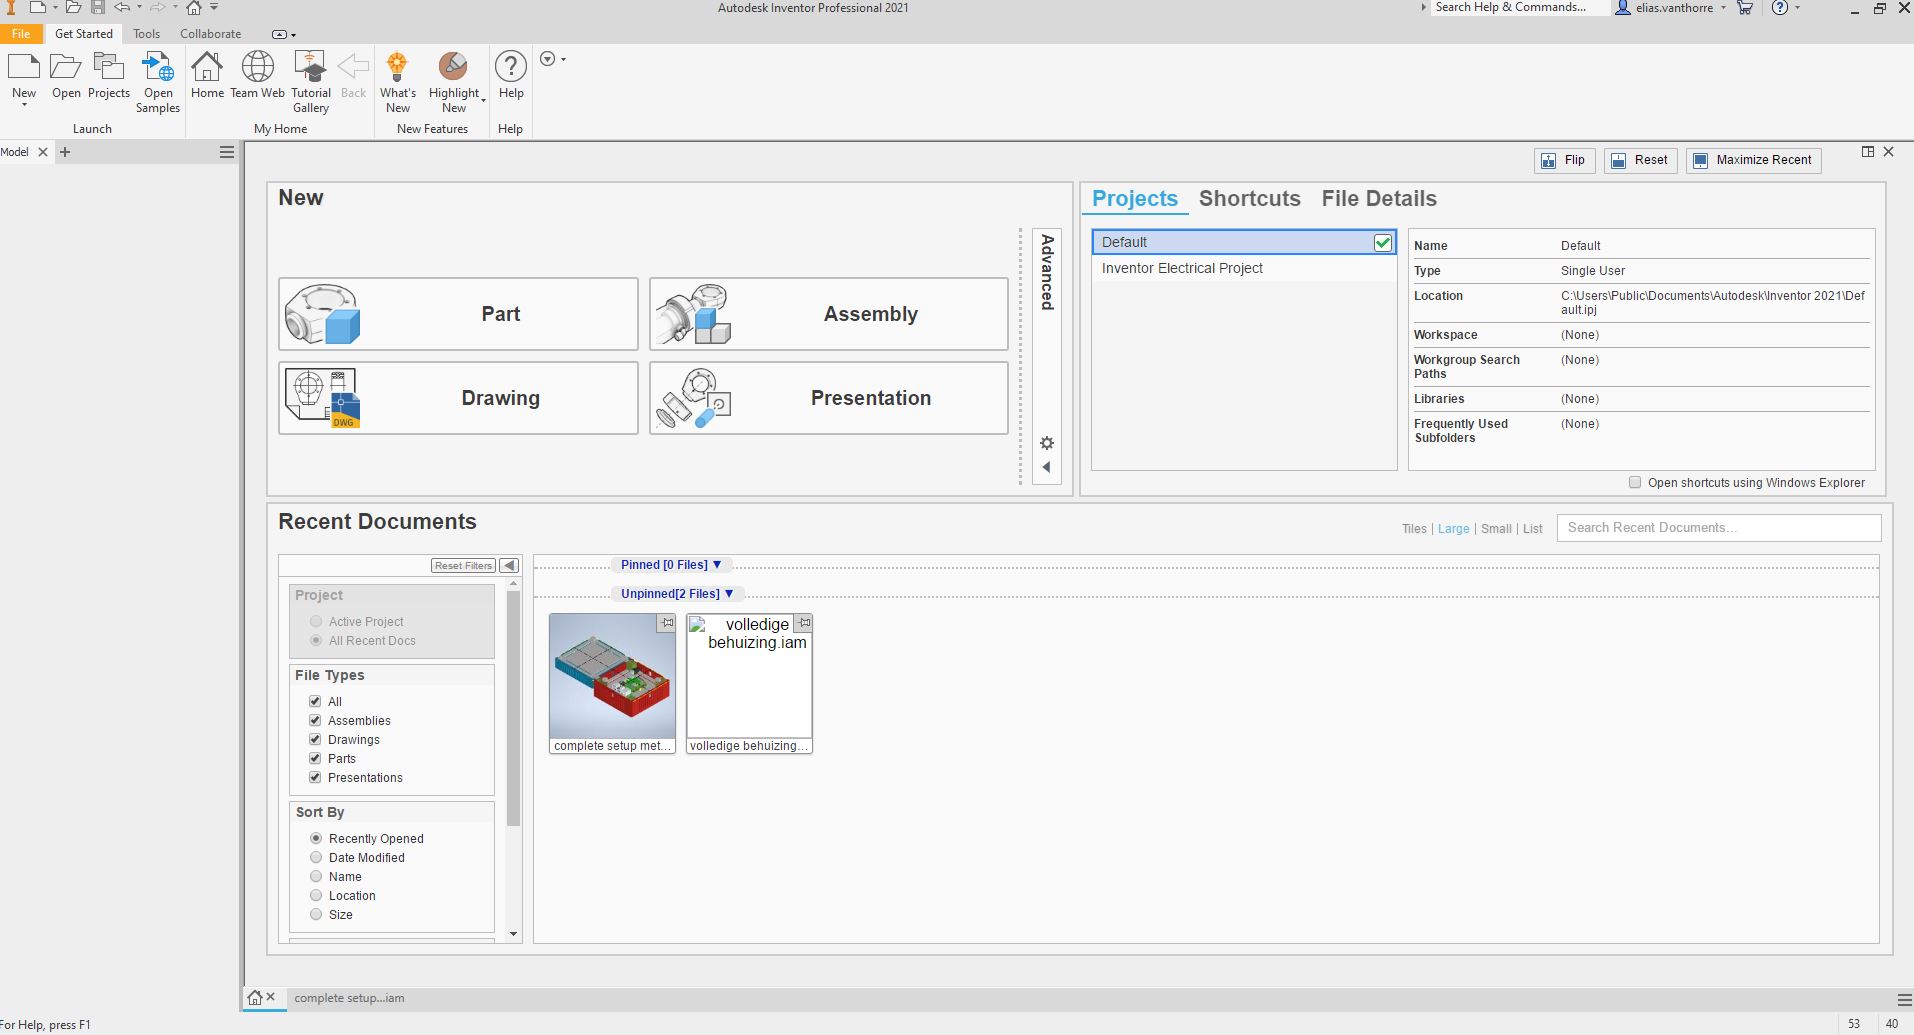 Autodesk Inventor Professional 2021
Search Help & Commands...
elias.vanthorre
File
Get Started
Tools
Collaborate
New
Open
Projects
Open Samples
Home
Team Web
Tutorial Gallery
Back
What's New
Highlight New
Help
Launch
My Home
New Features
Help
Model
Flip
Reset
Maximize Recent
New
Part
Assembly
Drawing
DWG
Presentation
Advanced
Projects
Shortcuts
File Details
Default
Inventor Electrical Project
Name Default
Type Single User
Location C:\Users\Public\Documents\Autodesk\Inventor 2021\Def
ault.ipj
Workspace (None)
Workgroup Search (None)
Paths
Libraries (None)
Frequently Used (None)
Subfolders
Open shortcuts using Windows Explorer
Recent Documents
Tiles | Large | Small | List
Search Recent Documents...
Reset Filters
Project
Active Project
All Recent Docs
File Types
All
Assemblies
Drawings
Parts
Presentations
Sort By
Recently Opened
Date Modified
Name
Location
Size
Pinned [0 Files] ▼
Unpinned[2 Files] ▼
volledige
behuizing.iam
complete setup met...
volledige behuizing...
complete setup...iam
For Help, press F1
53
40